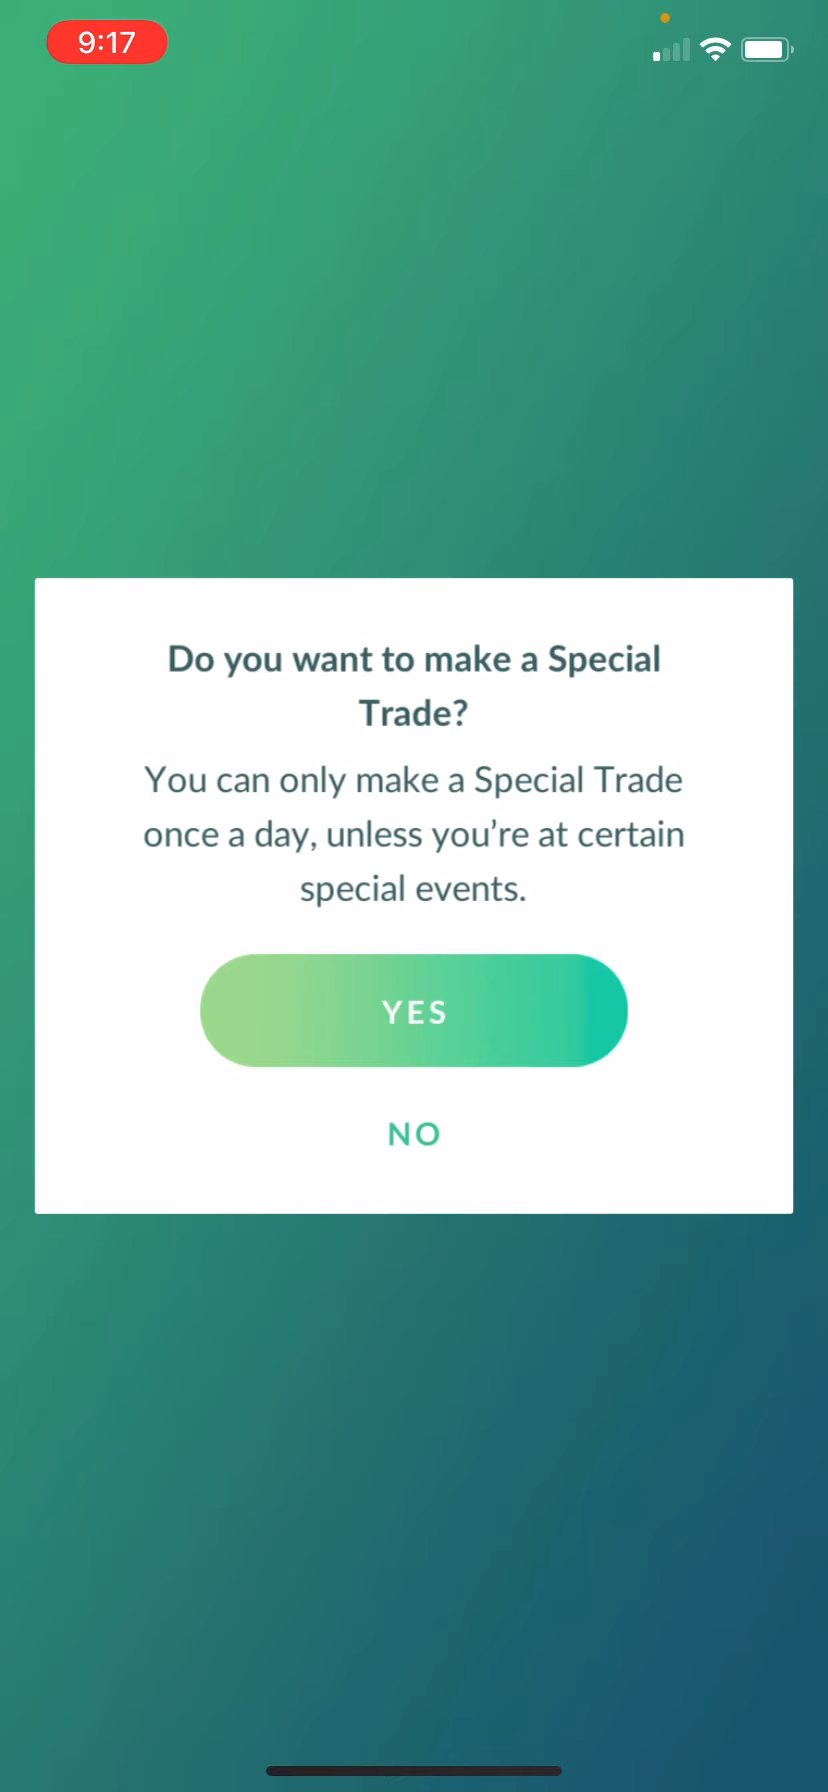 9:17
Do you want to make a Special
Trade?
You can only make a Special Trade
once a day, unless you’re at certain
special events.
YES
NO